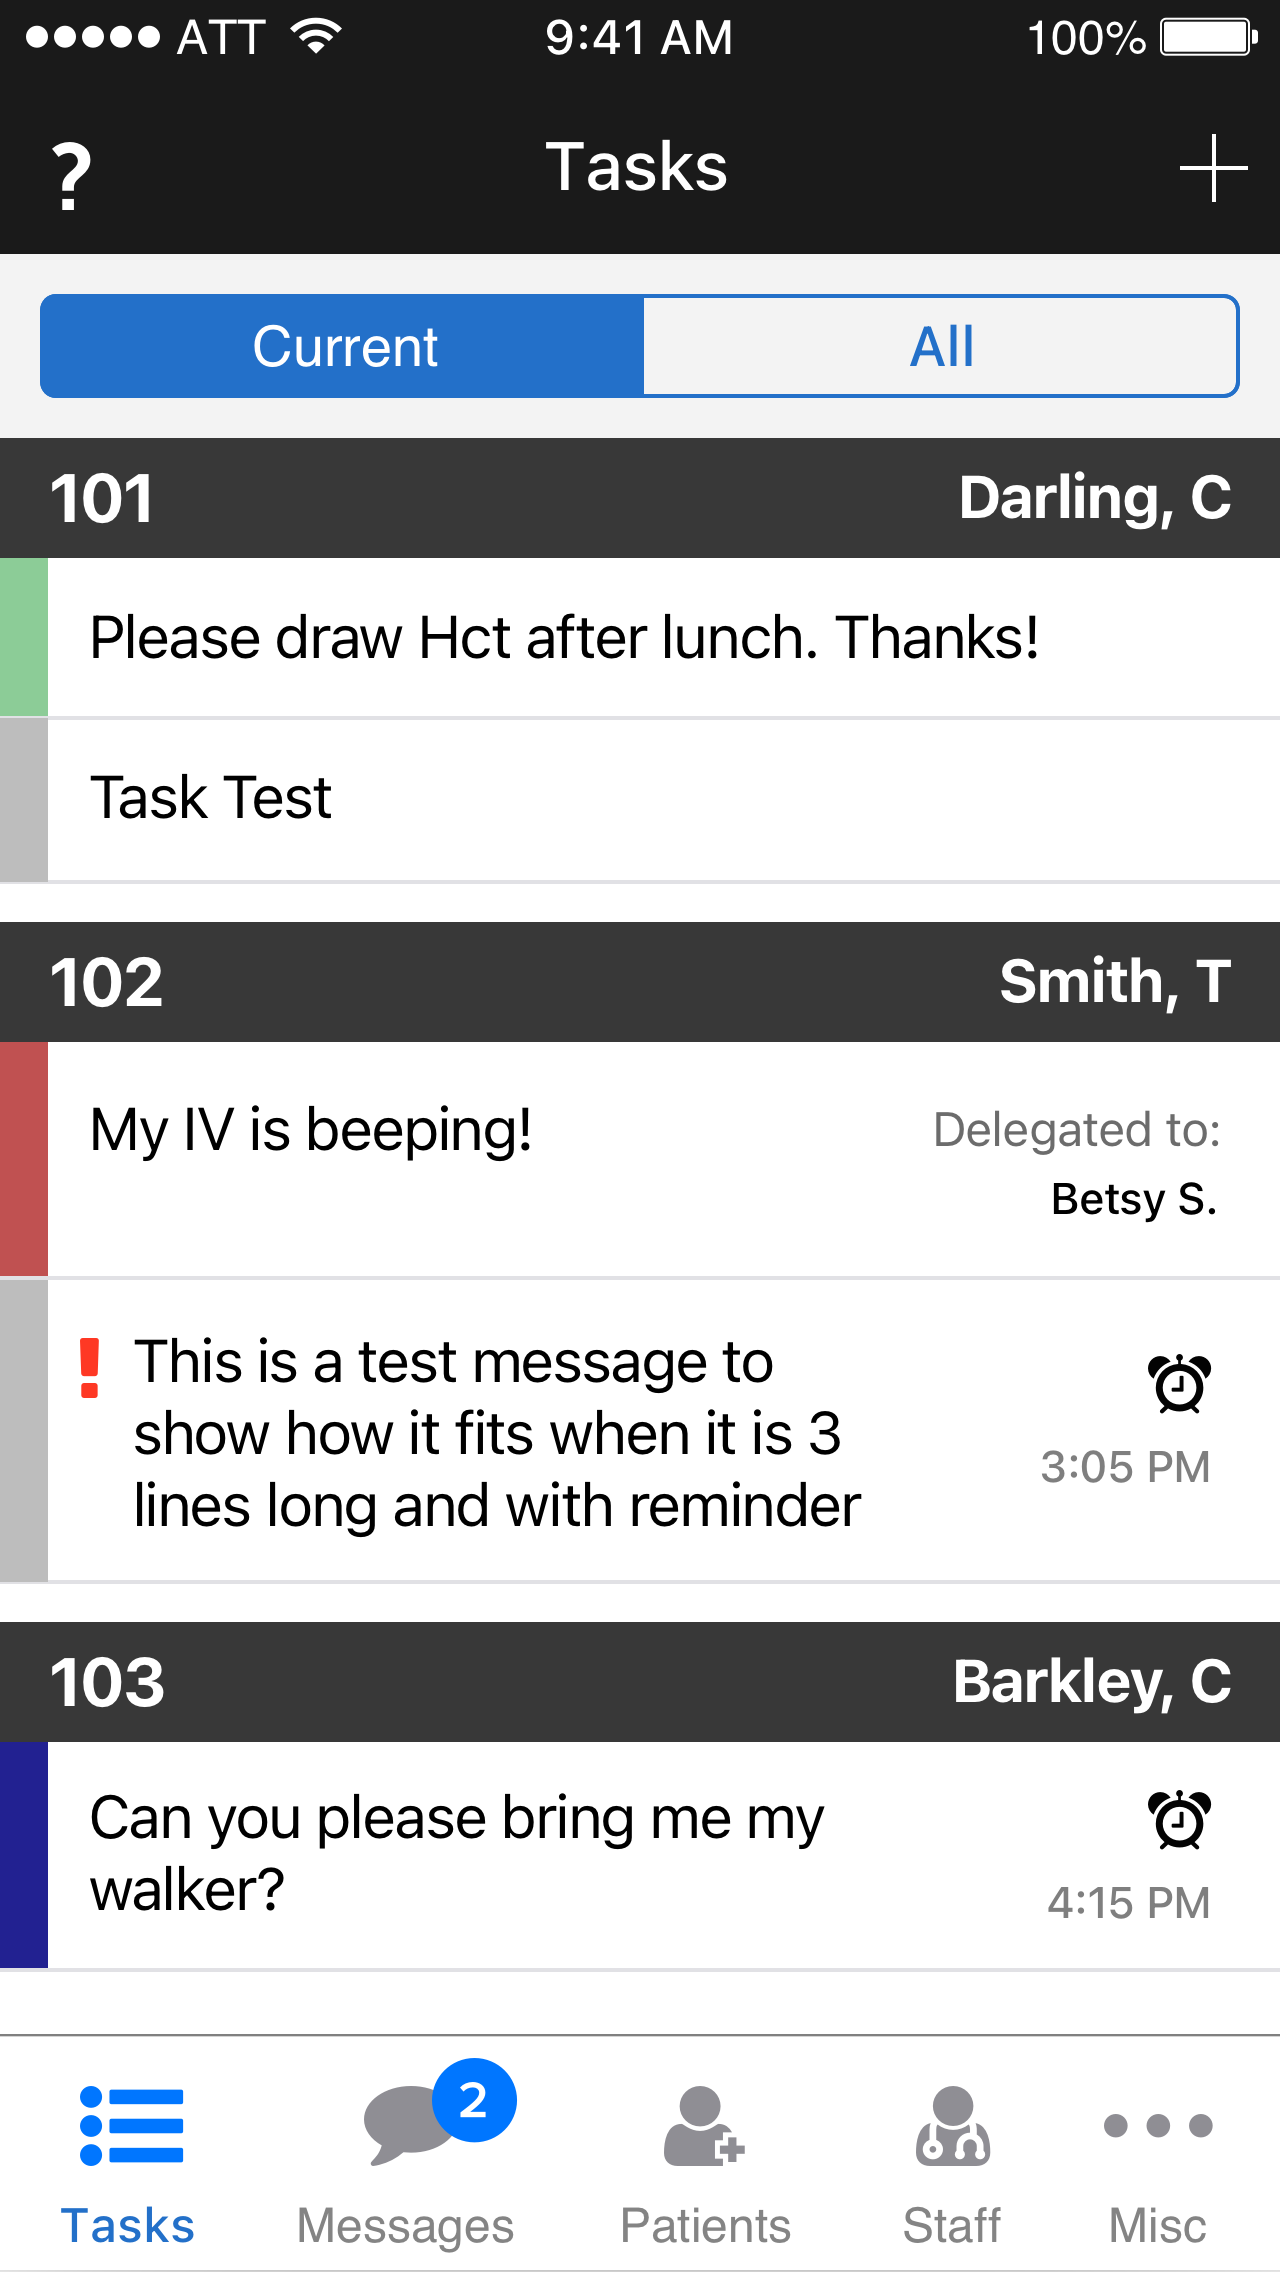 ATT 9:41 AM 100%
? Tasks
Current All
101 Darling, C
Please draw Hct after lunch. Thanks!
Task Test
102 Smith, T
My IV is beeping! Delegated to:
Betsy S.
! This is a test message to
show how it fits when it is 3
3:05 PM
lines long and with reminder
103 Barkley, C
Can you please bring me my
walker?
4:15 PM
2
Tasks Messages Patients Staff Misc